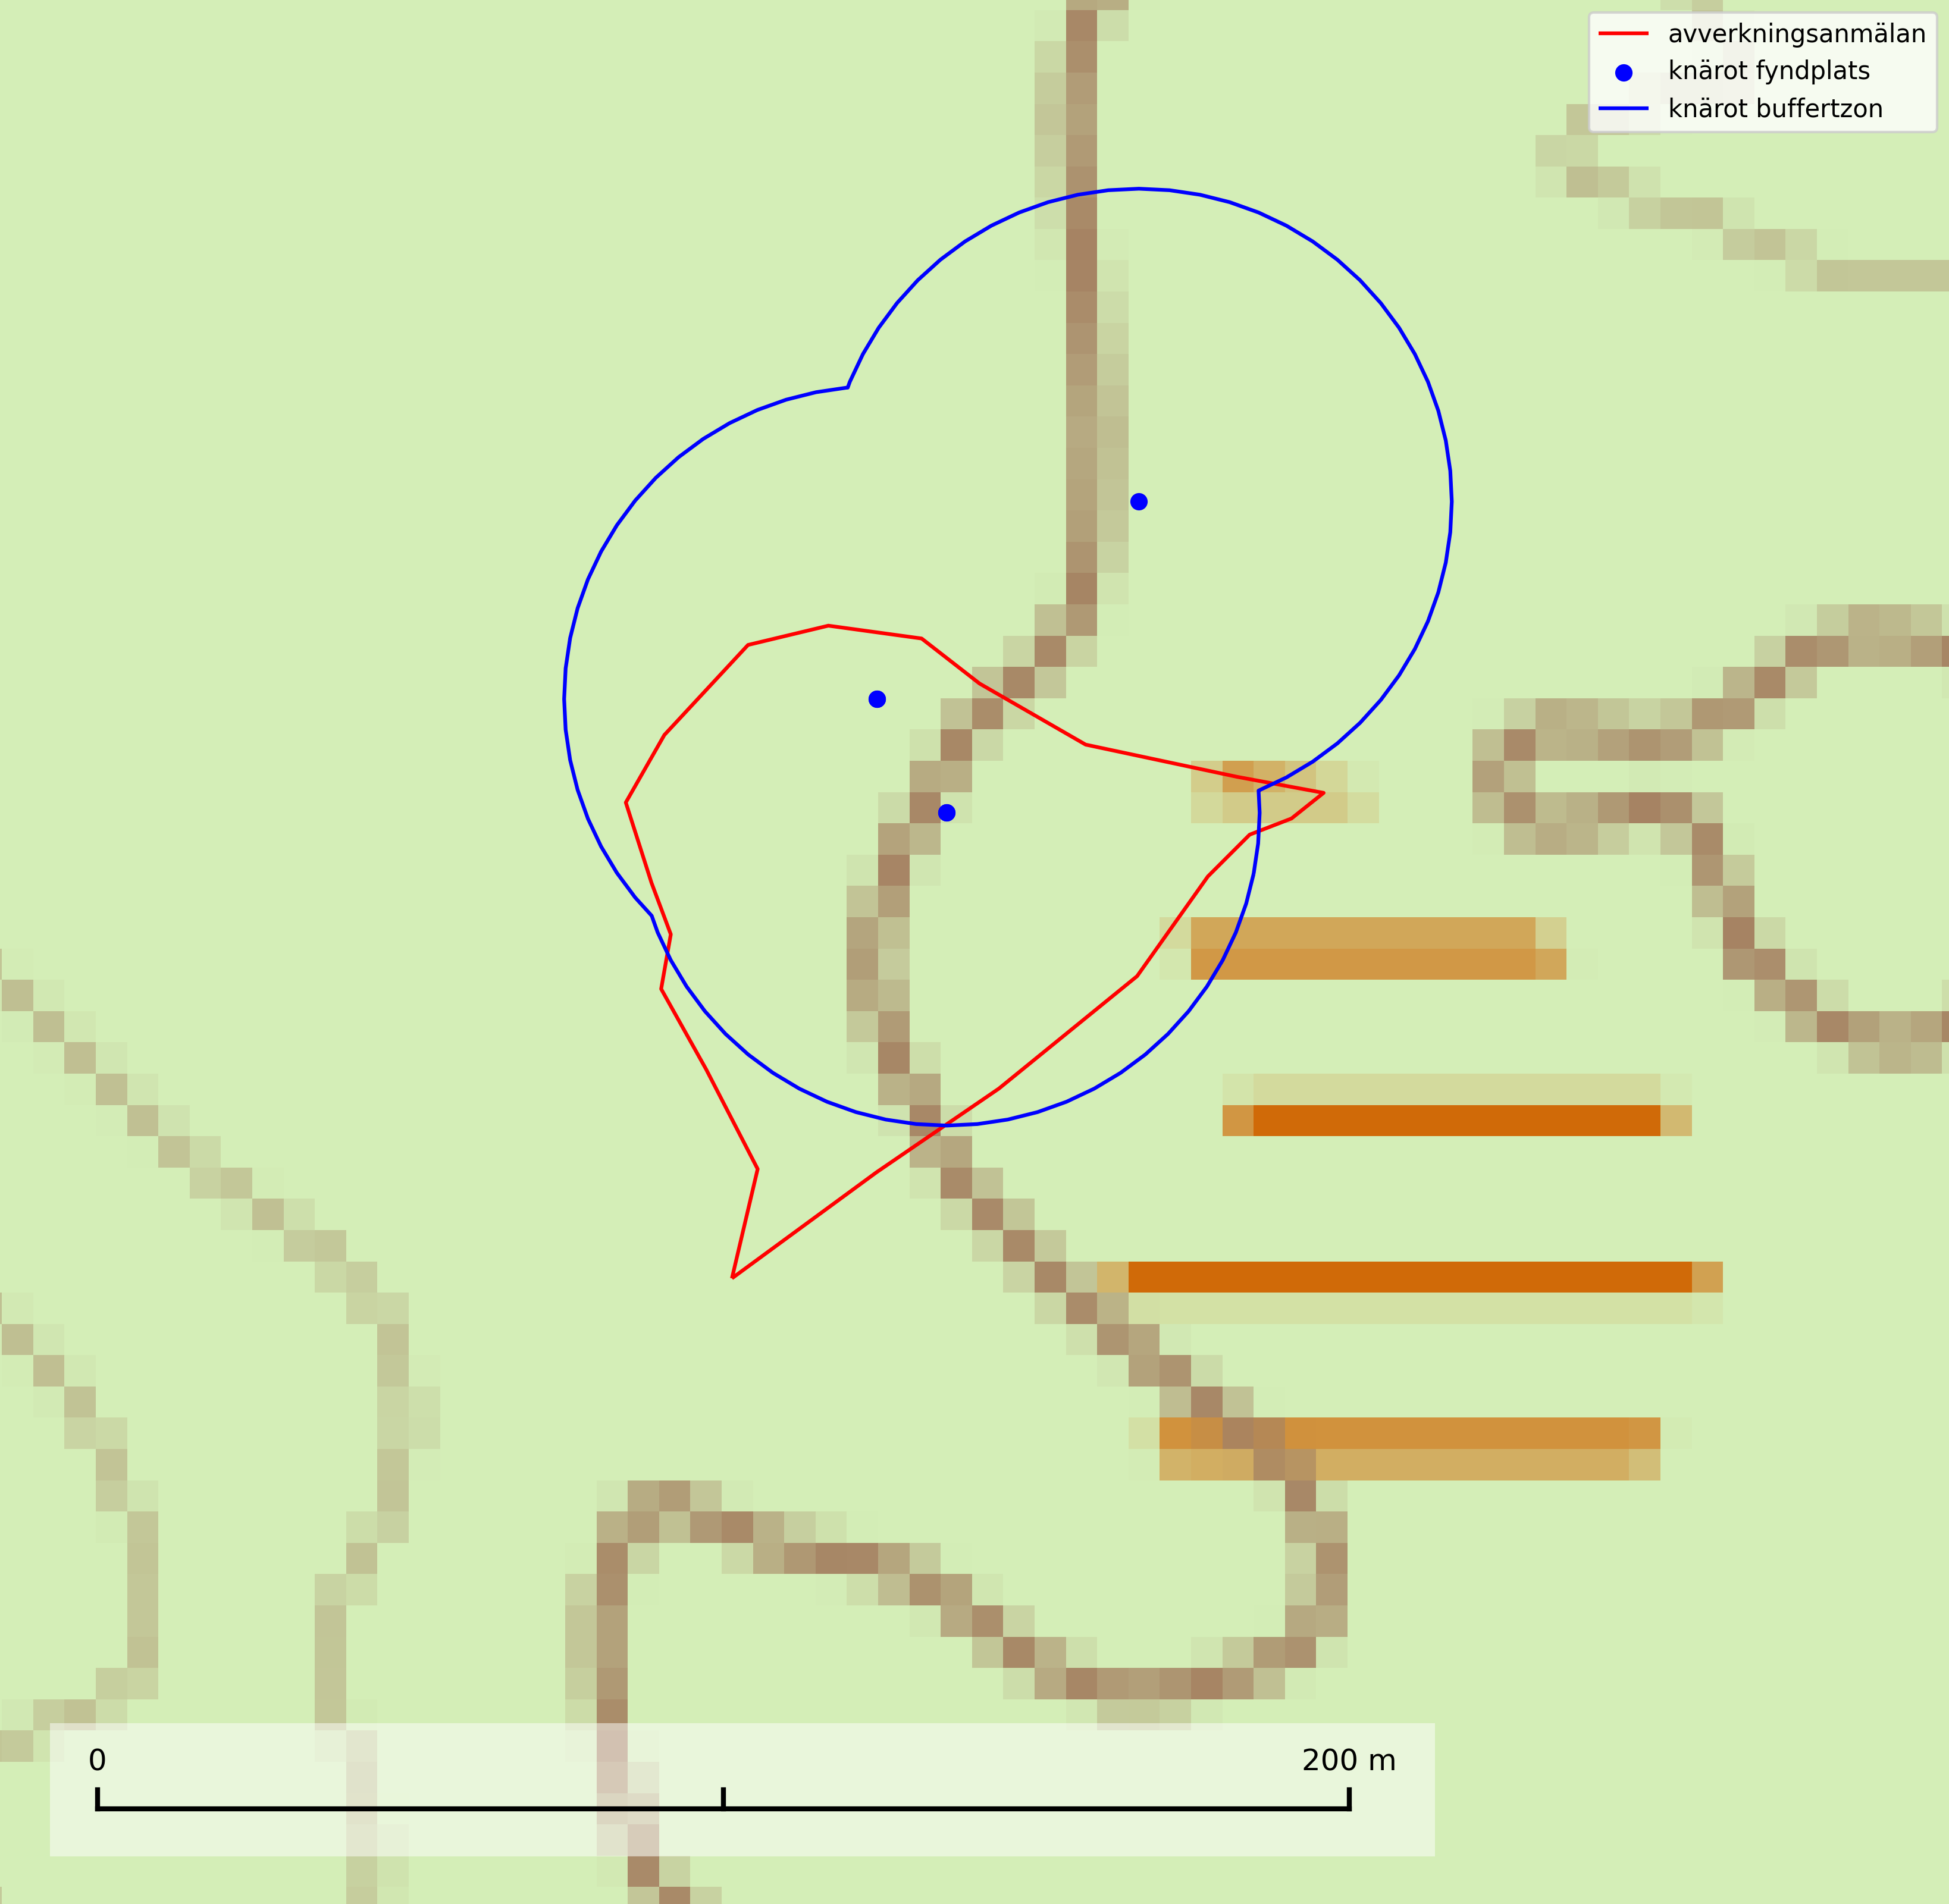 avverkningsanmälan
knärot fyndplats
knärot buffertzon
0
200 m